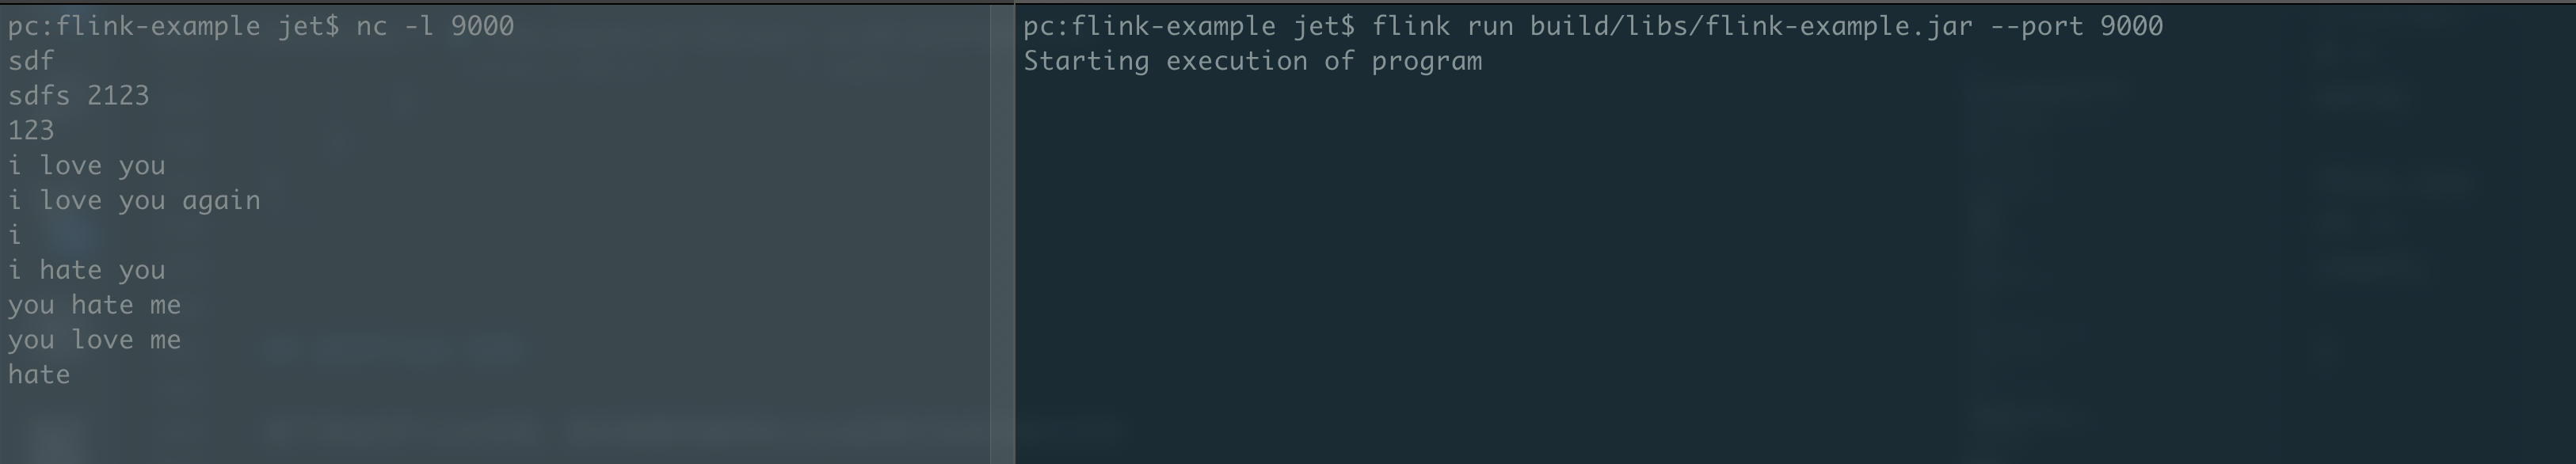 pc:flink-example jet$ nc -l 9000
sdf
sdfs 2123
123
i love you
i love you again
i
i hate you
you hate me
you love me
hate
pc:flink-example jet$ flink run build/libs/flink-example.jar --port 9000
Starting execution of program